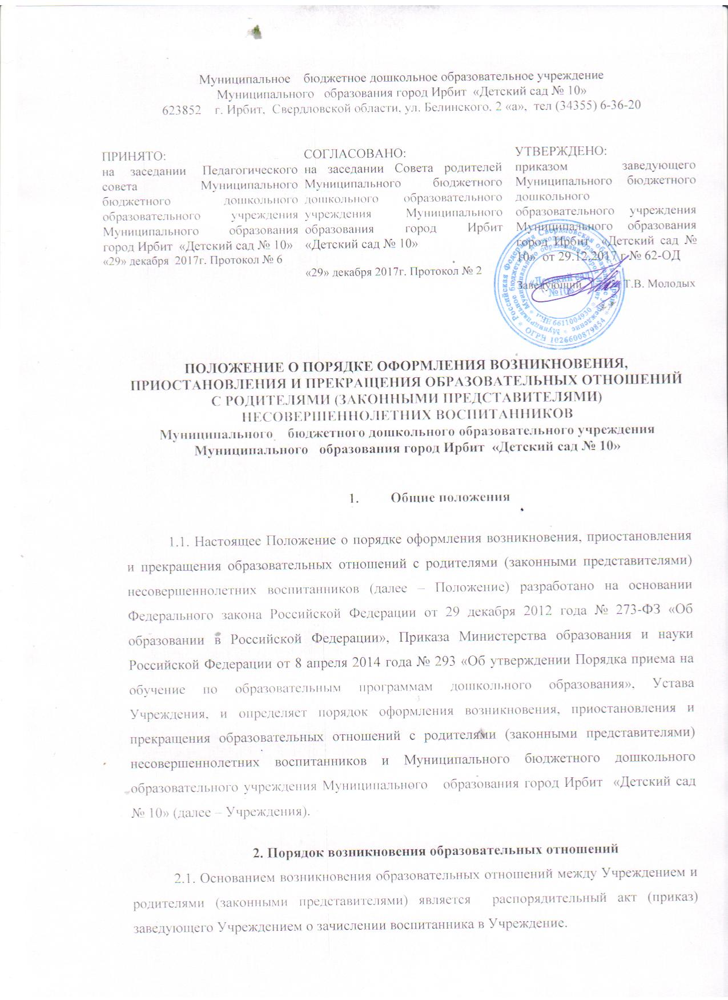 Муниципальное бюджетное дошкольное образовательное учреждение
Муниципального образования город Ирбит «Детский сад № 10»
623852 г. Ирбит, Свердловской области, ул. Белинского, 2 «а», тел (34355) 6-36-20
ПРИНЯТО:
на заседании Педагогического
совета Муниципального
бюджетного дошкольного
образовательного учреждения
Муниципального образования
город Ирбит «Детский сад № 10»
«29» декабря 2017г. Протокол № 6
СОГЛАСОВАНО:
на заседании Совета родителей
Муниципального бюджетного
дошкольного образовательного
учреждения Муниципального
образования город Ирбит
«Детский сад № 10»
«29» декабря 2017г. Протокол № 2
УТВЕРЖДЕНО:
приказом заведующего
Муниципального бюджетного
дошкольного
образовательного учреждения
Муниципального образования
город Ирбит «Детский сад №
10» от 29.12.2017 г № 62-ОД
Заведующий Т.В. Молодых
«Детский сад
№10»
ИНН 6611004930
ОГРН 1026600879854
ПОЛОЖЕНИЕ О ПОРЯДКЕ ОФОРМЛЕНИЯ ВОЗНИКНОВЕНИЯ,
ПРИОСТАНОВЛЕНИЯ И ПРЕКРАЩЕНИЯ ОБРАЗОВАТЕЛЬНЫХ ОТНОШЕНИЙ
С РОДИТЕЛЯМИ (ЗАКОННЫМИ ПРЕДСТАВИТЕЛЯМИ)
НЕСОВЕРШЕННОЛЕТНИХ ВОСПИТАННИКОВ
Муниципального бюджетного дошкольного образовательного учреждения
Муниципального образования город Ирбит «Детский сад № 10»
1. Общие положения
1.1. Настоящее Положение о порядке оформления возникновения, приостановления
и прекращения образовательных отношений с родителями (законными представителями)
несовершеннолетних воспитанников (далее – Положение) разработано на основании
Федерального закона Российской Федерации от 29 декабря 2012 года № 273-ФЗ «Об
образовании в Российской Федерации», Приказа Министерства образования и науки
Российской Федерации от 8 апреля 2014 года № 293 «Об утверждении Порядка приема на
обучение по образовательным программам дошкольного образования», Устава
Учреждения, и определяет порядок оформления возникновения, приостановления и
прекращения образовательных отношений с родителями (законными представителями)
несовершеннолетних воспитанников и Муниципального бюджетного дошкольного
образовательного учреждения Муниципального образования город Ирбит «Детский сад
№ 10» (далее – Учреждения).
2. Порядок возникновения образовательных отношений
2.1. Основанием возникновения образовательных отношений между Учреждением и
родителями (законными представителями) является распорядительный акт (приказ)
заведующего Учреждением о зачислении воспитанника в Учреждение.